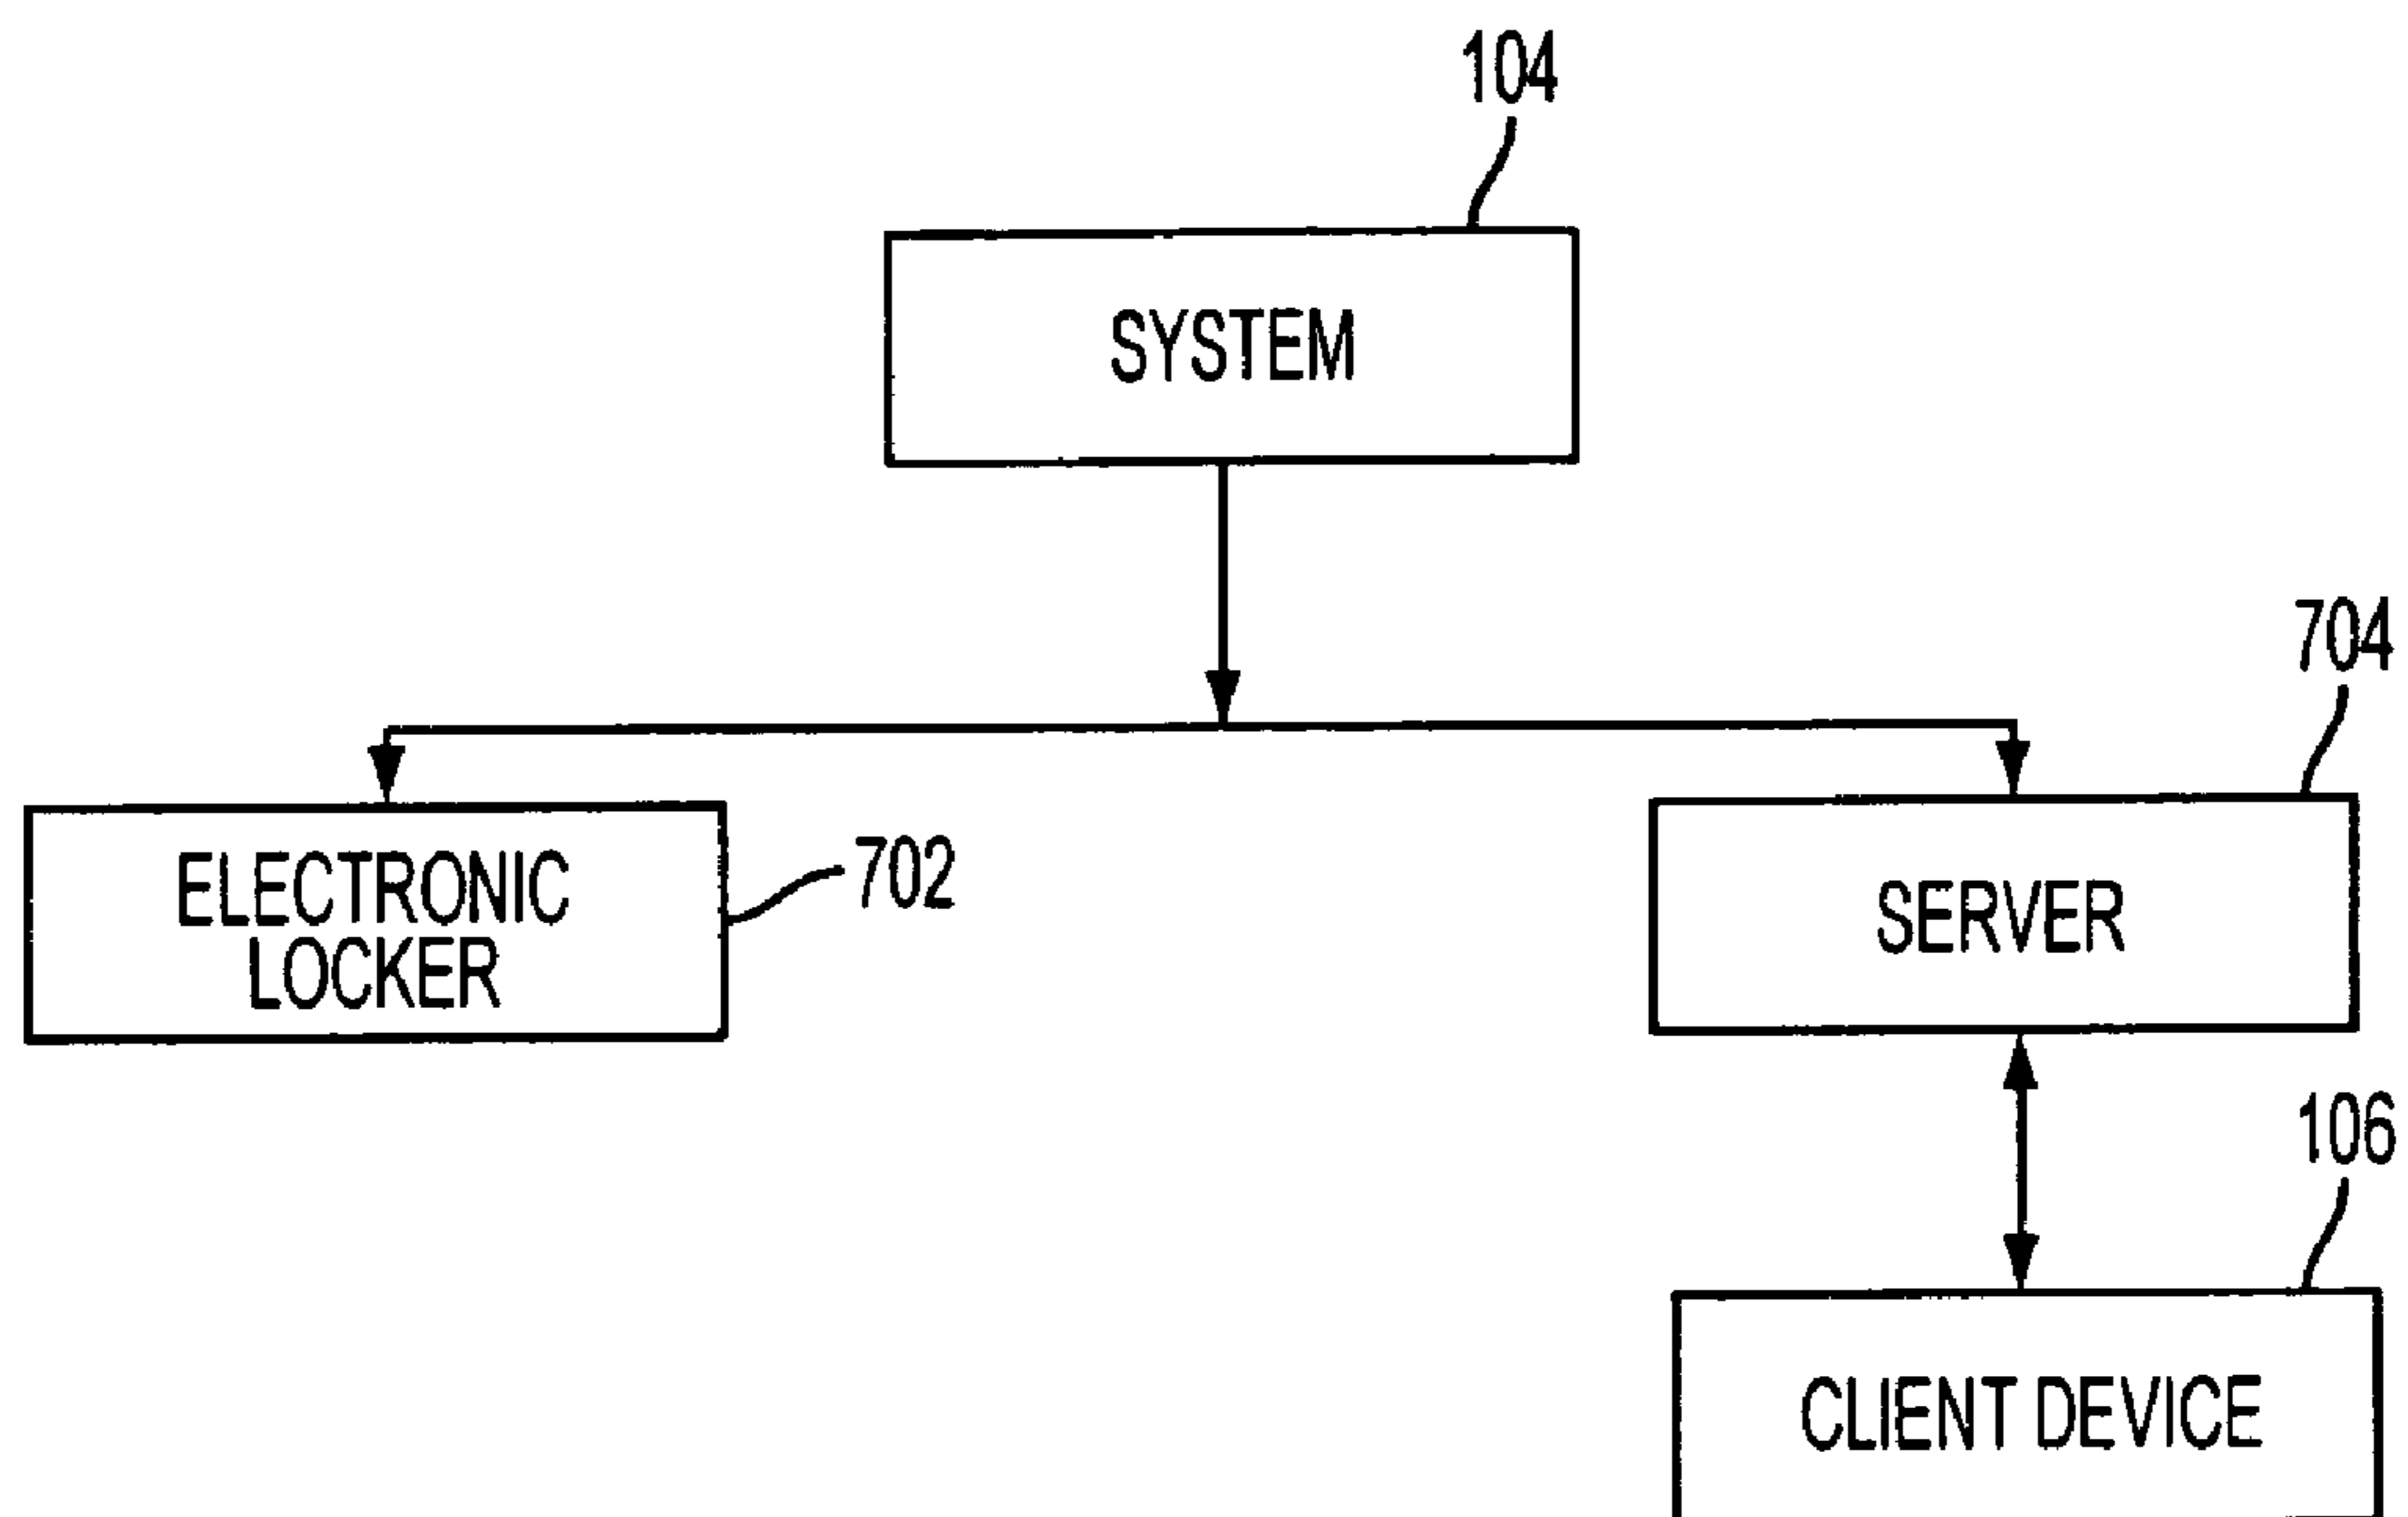 104
SYSTEM
704
ELECTRONIC
LOCKER
702
SERVER
106
CLIENT DEVICE